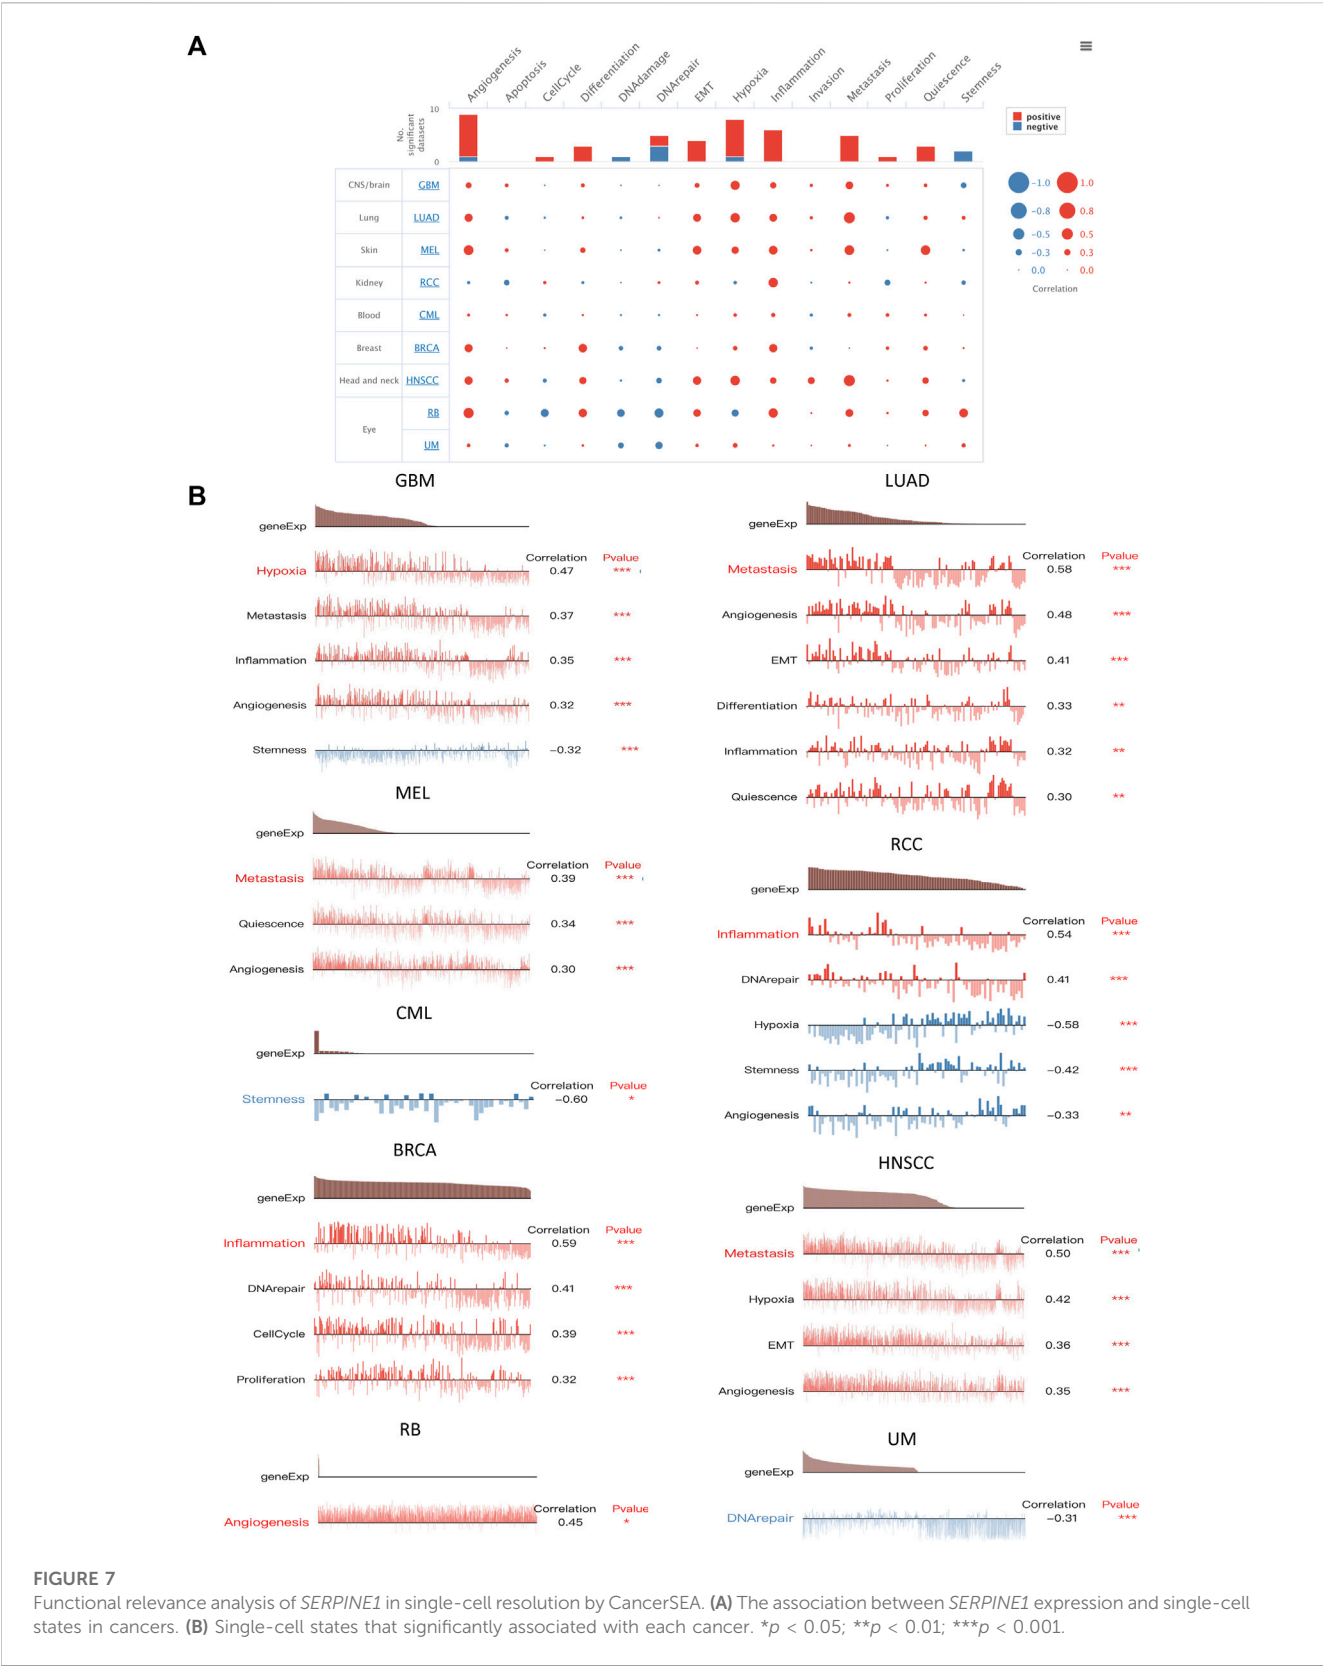 A
Angiogenesis
Apoptosis
CellCycle
Differentiation
DNAdamage
DNArepair
EMT
Hypoxia
Inflammation
Invasion
Metastasis
Proliferation
Quiescence
Stemness
No. significant datasets
10
0
positive
negtive
CNS/brain GBM
Lung LUAD
Skin MEL
Kidney RCC
Blood CML
Breast BRCA
Head and neck HNSCC
Eye RB
UM
−1.0 1.0
−0.8 0.8
−0.5 0.5
−0.3 0.3
0.0 0.0
Correlation
B
GBM
geneExp
Correlation Pvalue
Hypoxia 0.47 ***
Metastasis 0.37 ***
Inflammation 0.35 ***
Angiogenesis 0.32 ***
Stemness −0.32 ***
MEL
geneExp
Correlation Pvalue
Metastasis 0.39 ***
Quiescence 0.34 ***
Angiogenesis 0.30 ***
CML
geneExp
Correlation Pvalue
Stemness −0.60 *
BRCA
geneExp
Correlation Pvalue
Inflammation 0.59 ***
DNArepair 0.41 ***
CellCycle 0.39 ***
Proliferation 0.32 ***
RB
geneExp
Correlation Pvalue
Angiogenesis 0.45 *
LUAD
geneExp
Correlation Pvalue
Metastasis 0.58 ***
Angiogenesis 0.48 ***
EMT 0.41 ***
Differentiation 0.33 **
Inflammation 0.32 **
Quiescence 0.30 **
RCC
geneExp
Correlation Pvalue
Inflammation 0.54 ***
DNArepair 0.41 ***
Hypoxia −0.58 ***
Stemness −0.42 ***
Angiogenesis −0.33 **
HNSCC
geneExp
Correlation Pvalue
Metastasis 0.50 ***
Hypoxia 0.42 ***
EMT 0.36 ***
Angiogenesis 0.35 ***
UM
geneExp
Correlation Pvalue
DNArepair −0.31 ***
FIGURE 7
Functional relevance analysis of SERPINE1 in single-cell resolution by CancerSEA. (A) The association between SERPINE1 expression and single-cell
states in cancers. (B) Single-cell states that significantly associated with each cancer. *p < 0.05; **p < 0.01; ***p < 0.001.